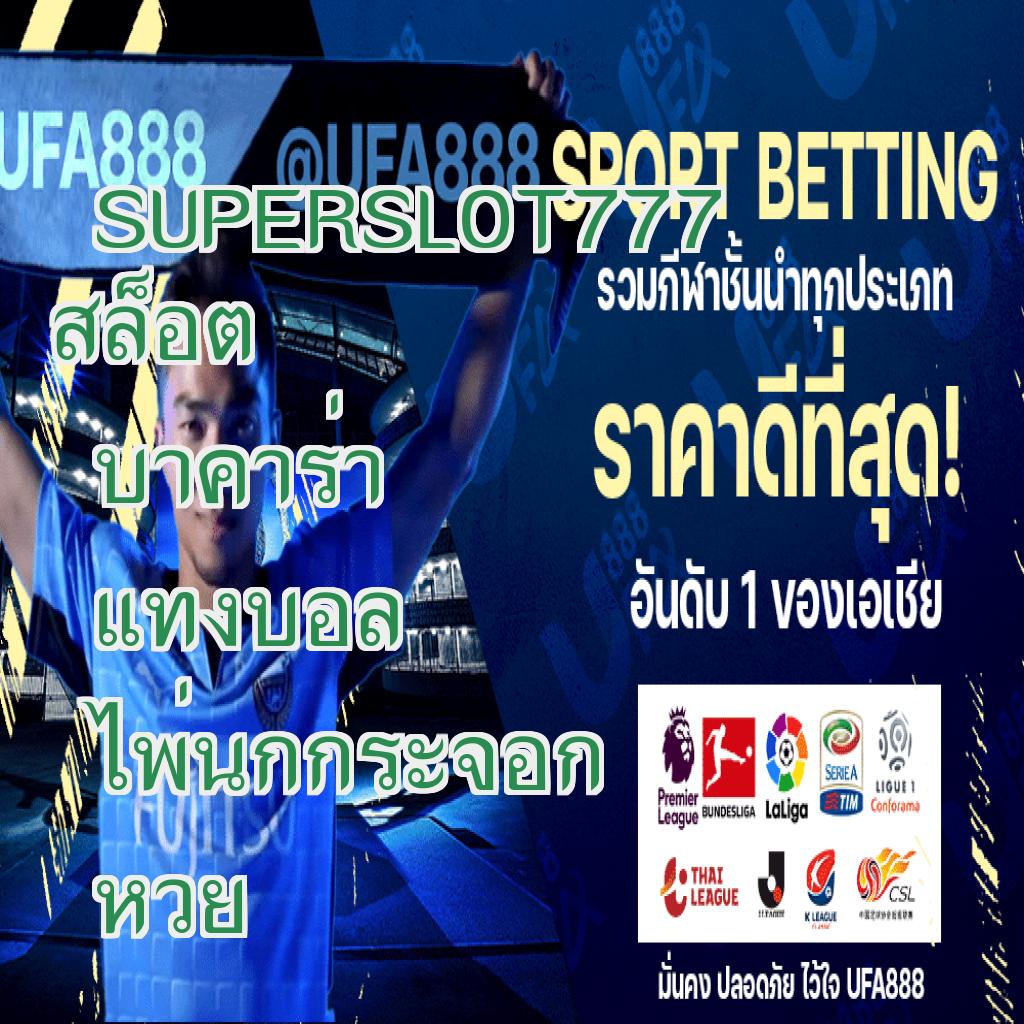 UFA888
@UFA888
SPORT BETTING
SUPERSLOT777
รวมกีฬาชั้นนำทุกประเภท
สล็อต
ราคาดีที่สุด!
บาคาร่า
อันดับ 1 ของเอเชีย
แทงบอล
ไพ่นกกระจอก
FUJITSU
หวย
Premier
League
BUNDESLIGA
LaLiga
SERIE A
TIM
LIGUE 1
Conforama
THAI
LEAGUE
J.LEAGUE
K LEAGUE
CSL
มั่นคง ปลอดภัย ไว้ใจ UFA888